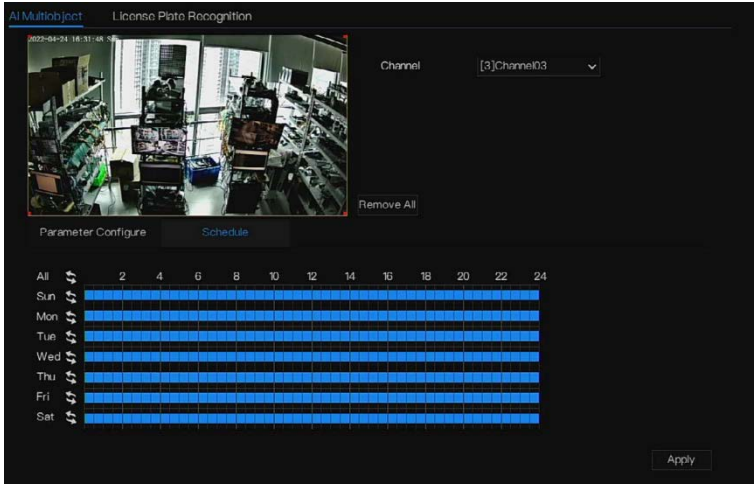 AI Multiobject License Plate Recognition
2022-04-24 16:31:48
Channel [3]Channel03
Remove All
Parameter Configure Schedule
All 2 4 6 8 10 12 14 16 18 20 22 24
Sun
Mon
Tue
Wed
Thu
Fri
Sat
Apply